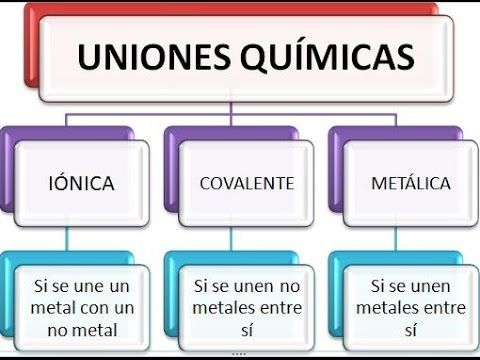 UNIONES QUÍMICAS
IÓNICA
COVALENTE
METÁLICA
Si se une un
metal con un
no metal
Si se unen no
metales entre
sí
Si se unen
metales entre
sí
....